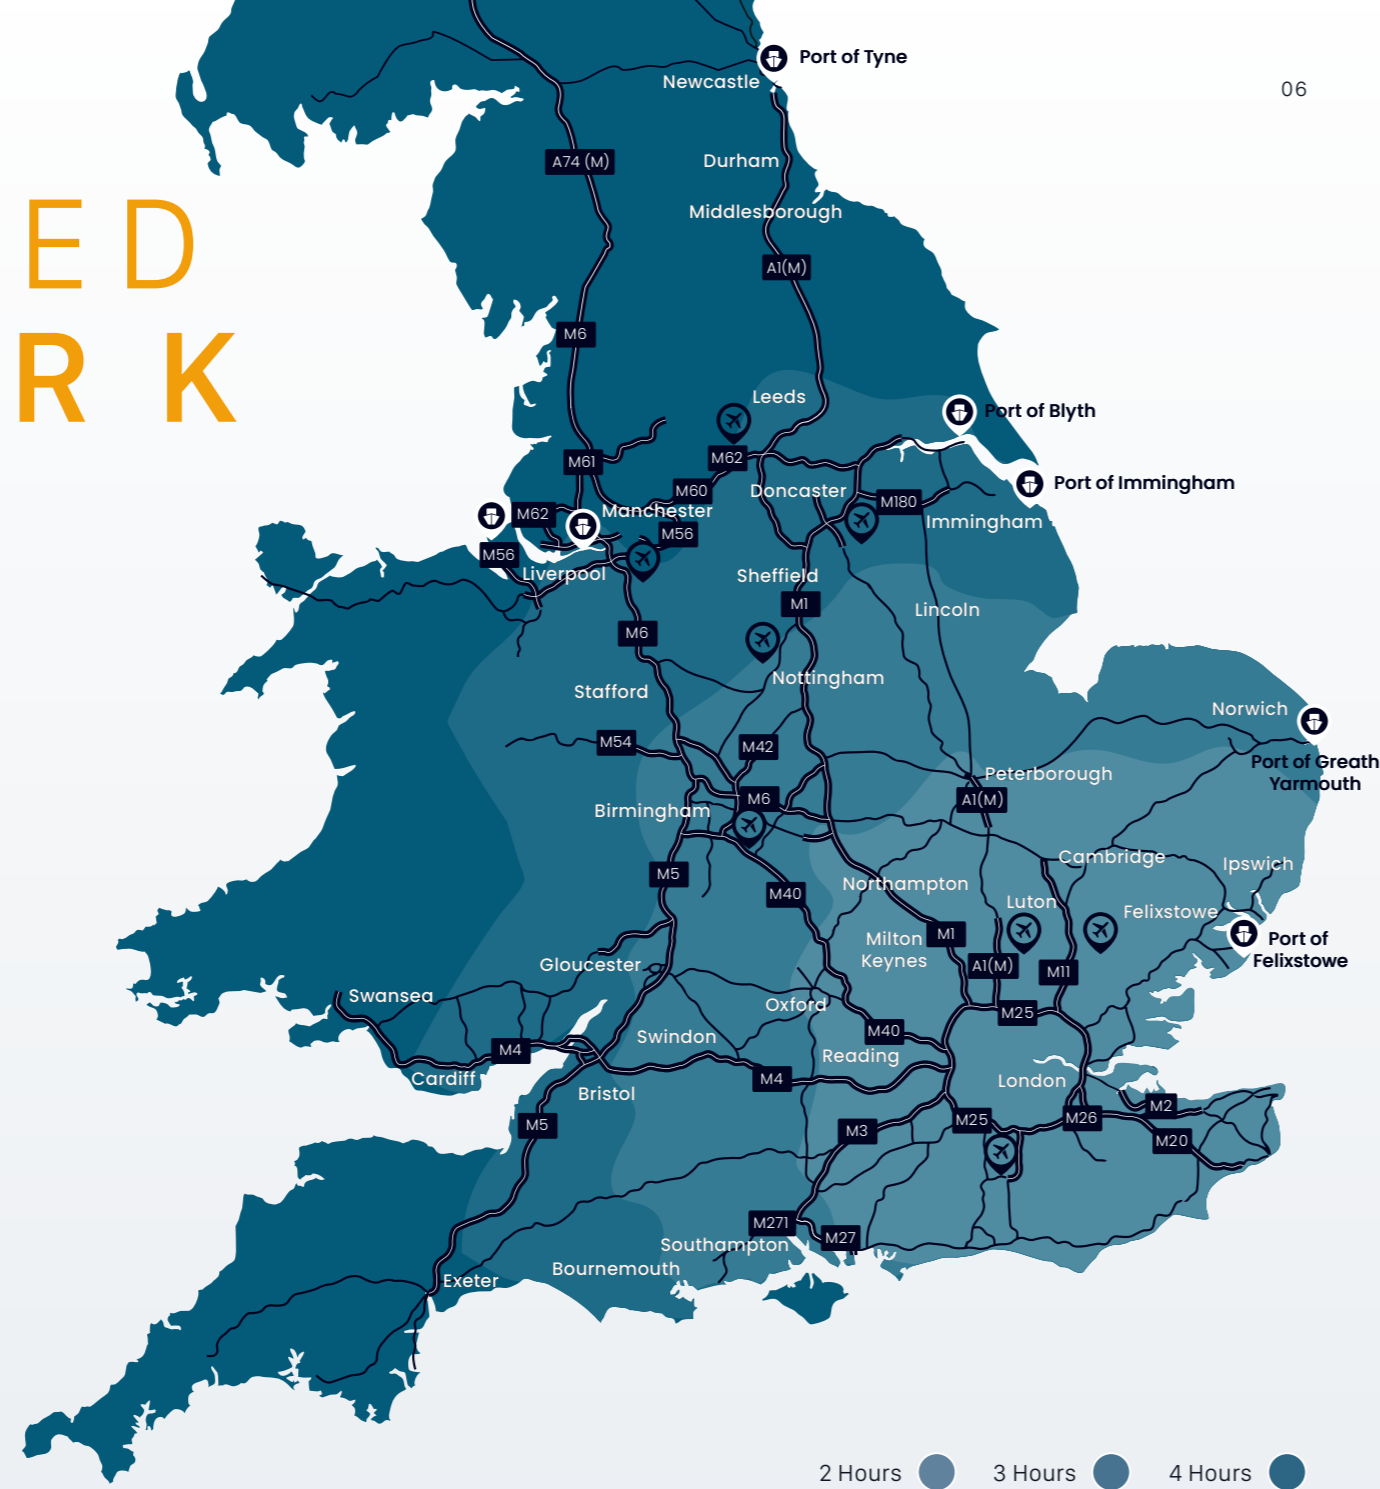 Port of Tyne
Newcastle
06
A74 (M)
Durham
ED
Middlesborough
A1(M)
M6
RK
Leeds
Port of Blyth
M61
M62
Port of Immingham
M60
Doncaster
M180
M62
Manchester
Immingham
M56
M56
Liverpool
Sheffield
M1
Lincoln
M6
Nottingham
Stafford
Norwich
M54
M42
Port of Greath
Yarmouth
Peterborough
M6
A1(M)
Birmingham
Cambridge
Ipswich
M5
Northampton
M40
Luton
Felixstowe
Milton
Keynes
M1
Port of
Felixstowe
Gloucester
A1(M)
M11
Swansea
Oxford
M25
M40
Swindon
M4
Reading
Cardiff
M4
London
Bristol
M2
M5
M3
M25
M26
M20
M271
M27
Southampton
Bournemouth
Exeter
2 Hours
3 Hours
4 Hours